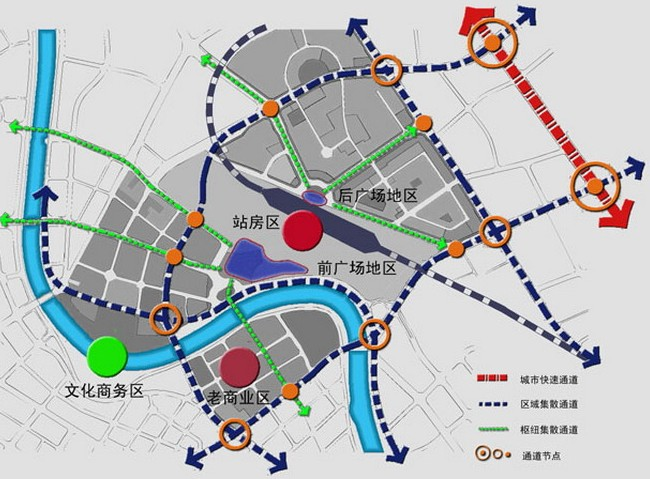 后广场地区
站房区
前广场地区
文化商务区
老商业区
城市快速通道
区域集散通道
枢纽集散通道
通道节点